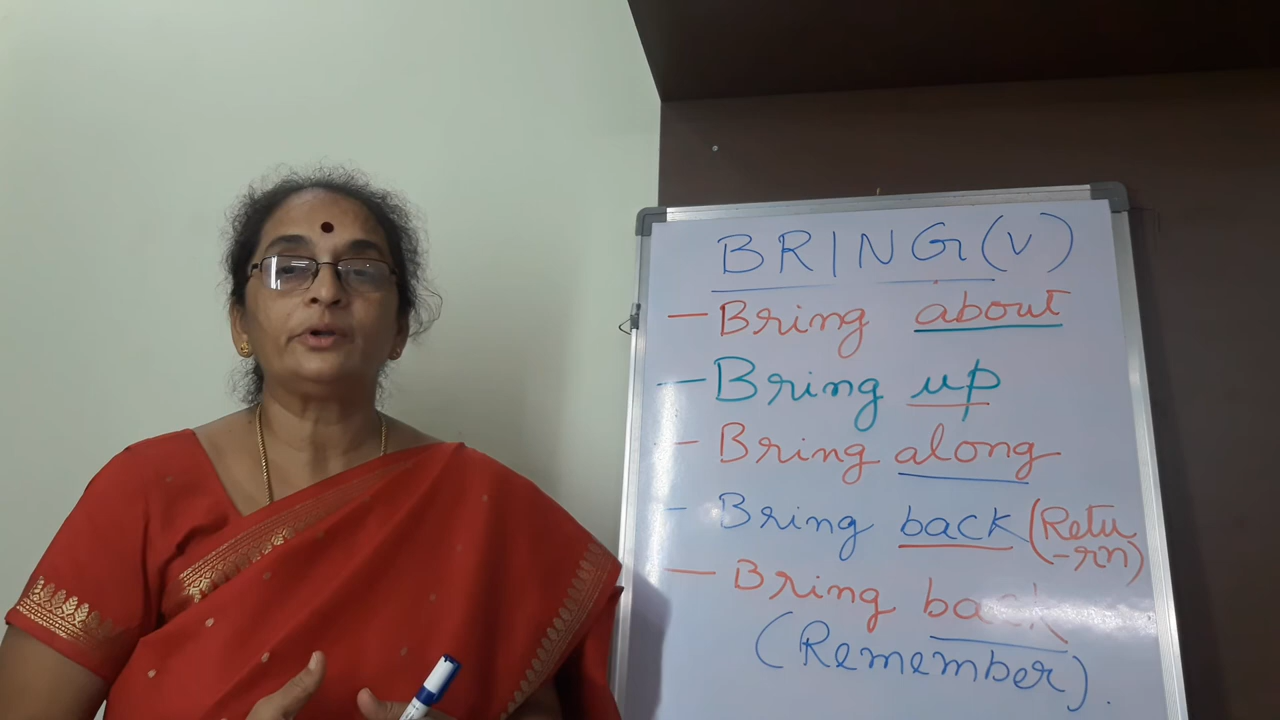 BRING (v)
- Bring about
- Bring up
- Bring along
- Bring back (Retu
-rn)
- Bring back
(Remember).